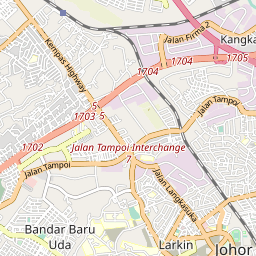 Jalan Firma 2
Kangka
1704
1705
1704
Kempas Highway
Jalan Tampoi
5
1703
5
1702
Jalan Tampoi Interchange
7
Jalan Tampoi
Jalan Langkasuka
Bandar Baru
Uda
Larkin
Johor